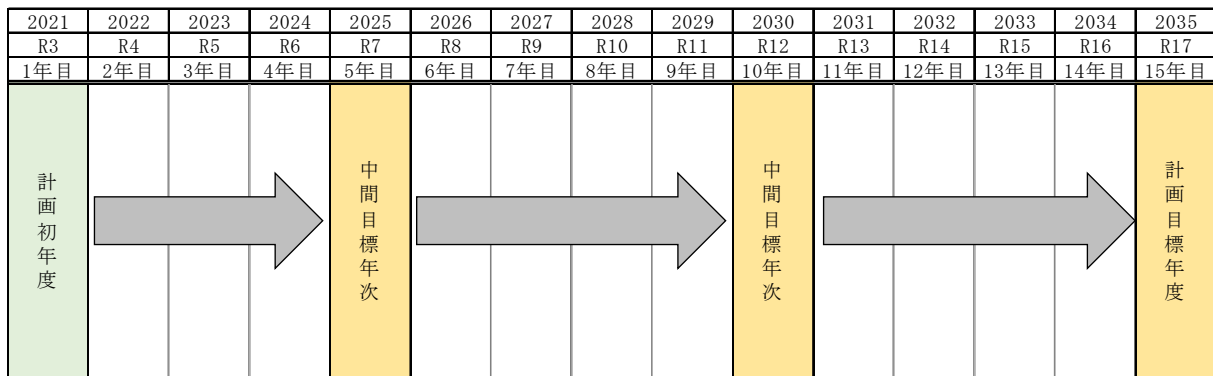 2021 2022 2023 2024 2025 2026 2027 2028 2029 2030 2031 2032 2033 2034 2035
R3 R4 R5 R6 R7 R8 R9 R10 R11 R12 R13 R14 R15 R16 R17
1年目 2年目 3年目 4年目 5年目 6年目 7年目 8年目 9年目 10年目 11年目 12年目 13年目 14年目 15年目
計画初年度
中間目標年次
中間目標年次
計画目標年度